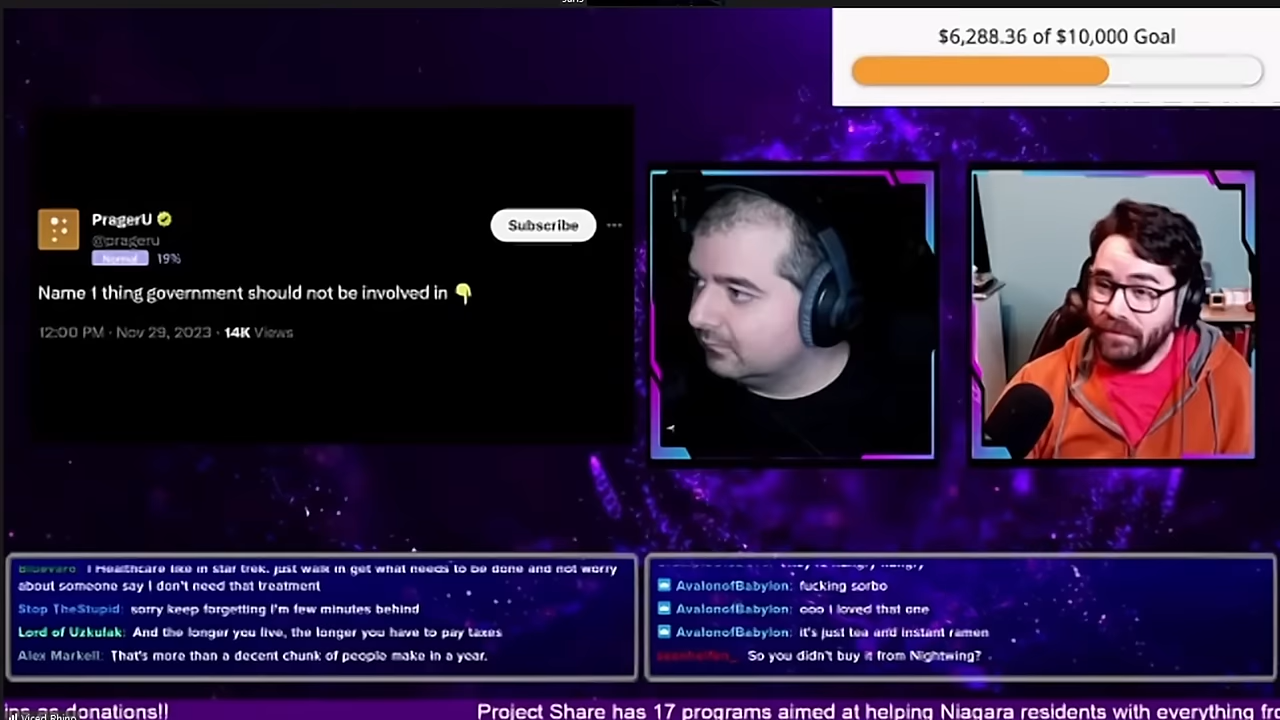 $6,288.36 of $10,000 Goal
PragerU
Subscribe
@prageru
Normal 19%
Name 1 thing government should not be involved in
12:00 PM · Nov 29, 2023 · 14K Views
I Healthcare like in star trek. just walk in get what needs to be done and not worry
about someone say I don't need that treatment
Stop TheStupid: sorry keep forgetting I'm few minutes behind
Lord of Uzkulak: And the longer you live, the longer you have to pay taxes
Alex Markell: That's more than a decent chunk of people make in a year.
AvalonofBabylon: fucking sorbo
AvalonofBabylon: ooo I loved that one
AvalonofBabylon: it's just tea and instant ramen
So you didn't buy it from Nightwing?
as donations!!
Project Share has 17 programs aimed at helping Niagara residents with everything
Viced Rhino